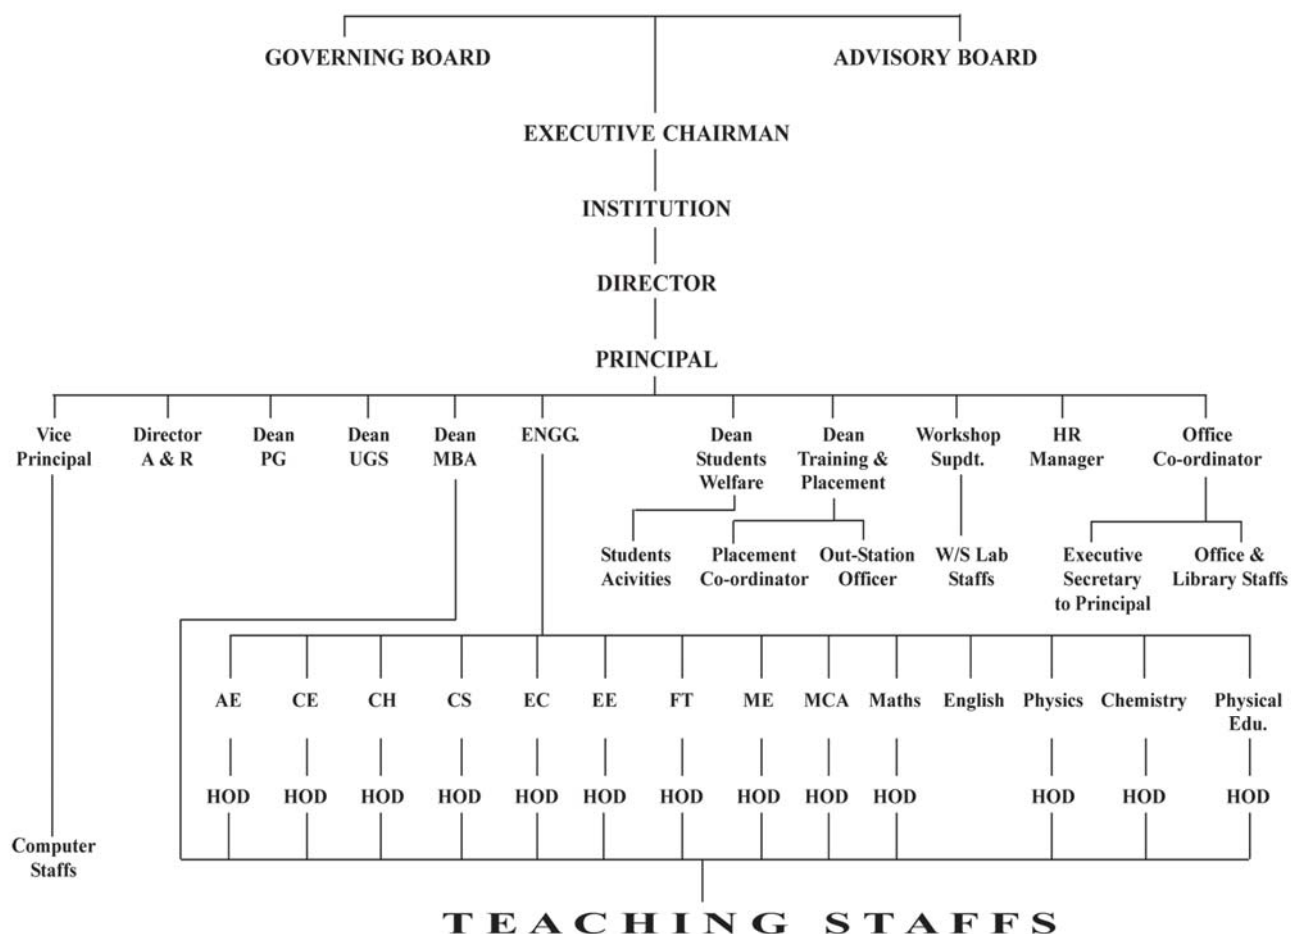 GOVERNING BOARD
ADVISORY BOARD
EXECUTIVE CHAIRMAN
INSTITUTION
DIRECTOR
PRINCIPAL
Vice
Principal
Director
A & R
Dean
PG
Dean
UGS
Dean
MBA
ENGG.
Dean
Students
Welfare
Dean
Training &
Placement
Workshop
Supdt.
HR
Manager
Office
Co-ordinator
Students
Acivities
Placement
Co-ordinator
Out-Station
Officer
W/S Lab
Staffs
Executive
Secretary
to Principal
Office &
Library Staffs
AE
CE
CH
CS
EC
EE
FT
ME
MCA
Maths
English
Physics
Chemistry
Physical
Edu.
HOD
HOD
HOD
HOD
HOD
HOD
HOD
HOD
HOD
HOD
HOD
HOD
HOD
Computer
Staffs
TEACHING STAFFS